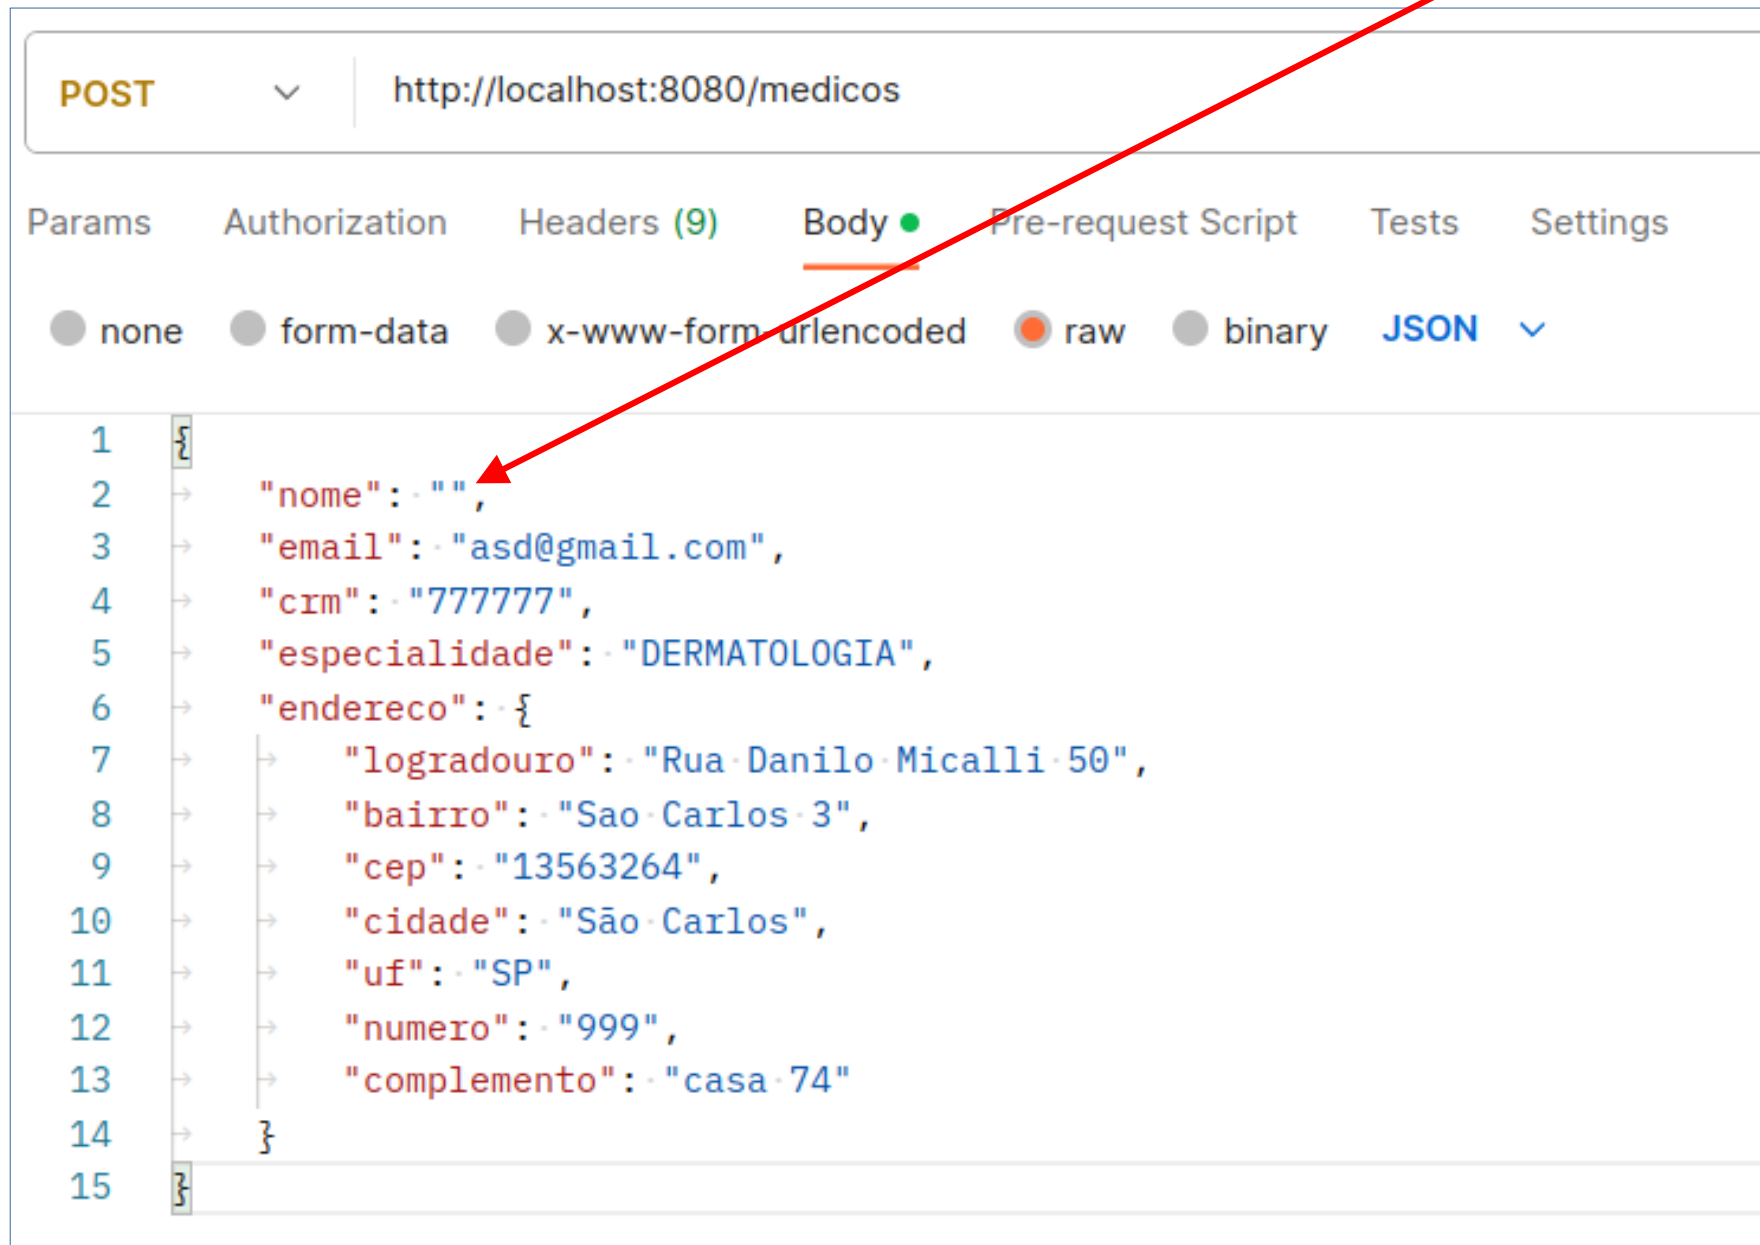 POST http://localhost:8080/medicos
Params Authorization Headers (9) Body Pre-request Script Tests Settings
none form-data x-www-form-urlencoded raw binary JSON
1 {
2 "nome": "",
3 "email": "asd@gmail.com",
4 "crm": "777777",
5 "especialidade": "DERMATOLOGIA",
6 "endereco": {
7 "logradouro": "Rua Danilo Micalli 50",
8 "bairro": "Sao Carlos 3",
9 "cep": "13563264",
10 "cidade": "São Carlos",
11 "uf": "SP",
12 "numero": "999",
13 "complemento": "casa 74"
14 }
15 }